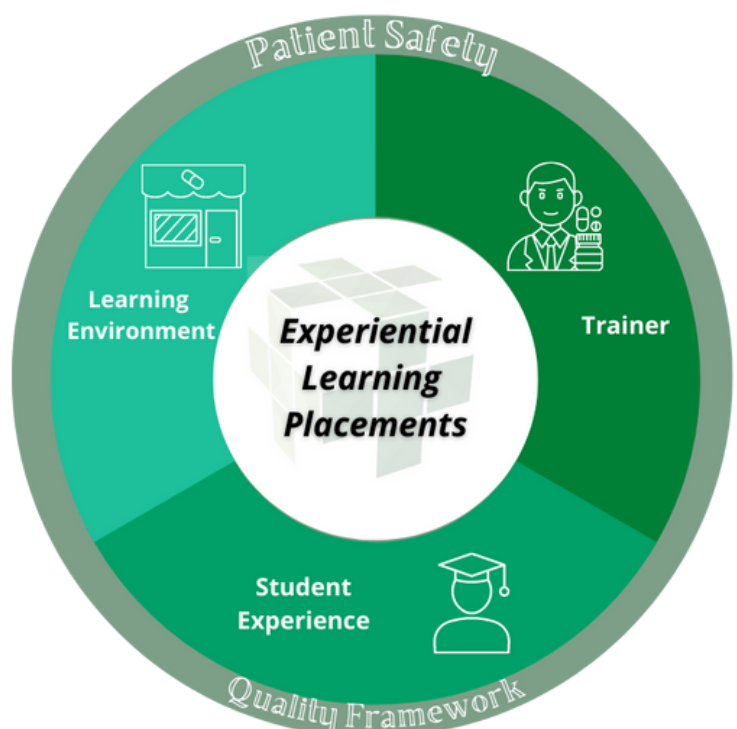 Patient Safety
Learning
Environment
Trainer
Experiential
Learning
Placements
Student
Experience
Quality Framework